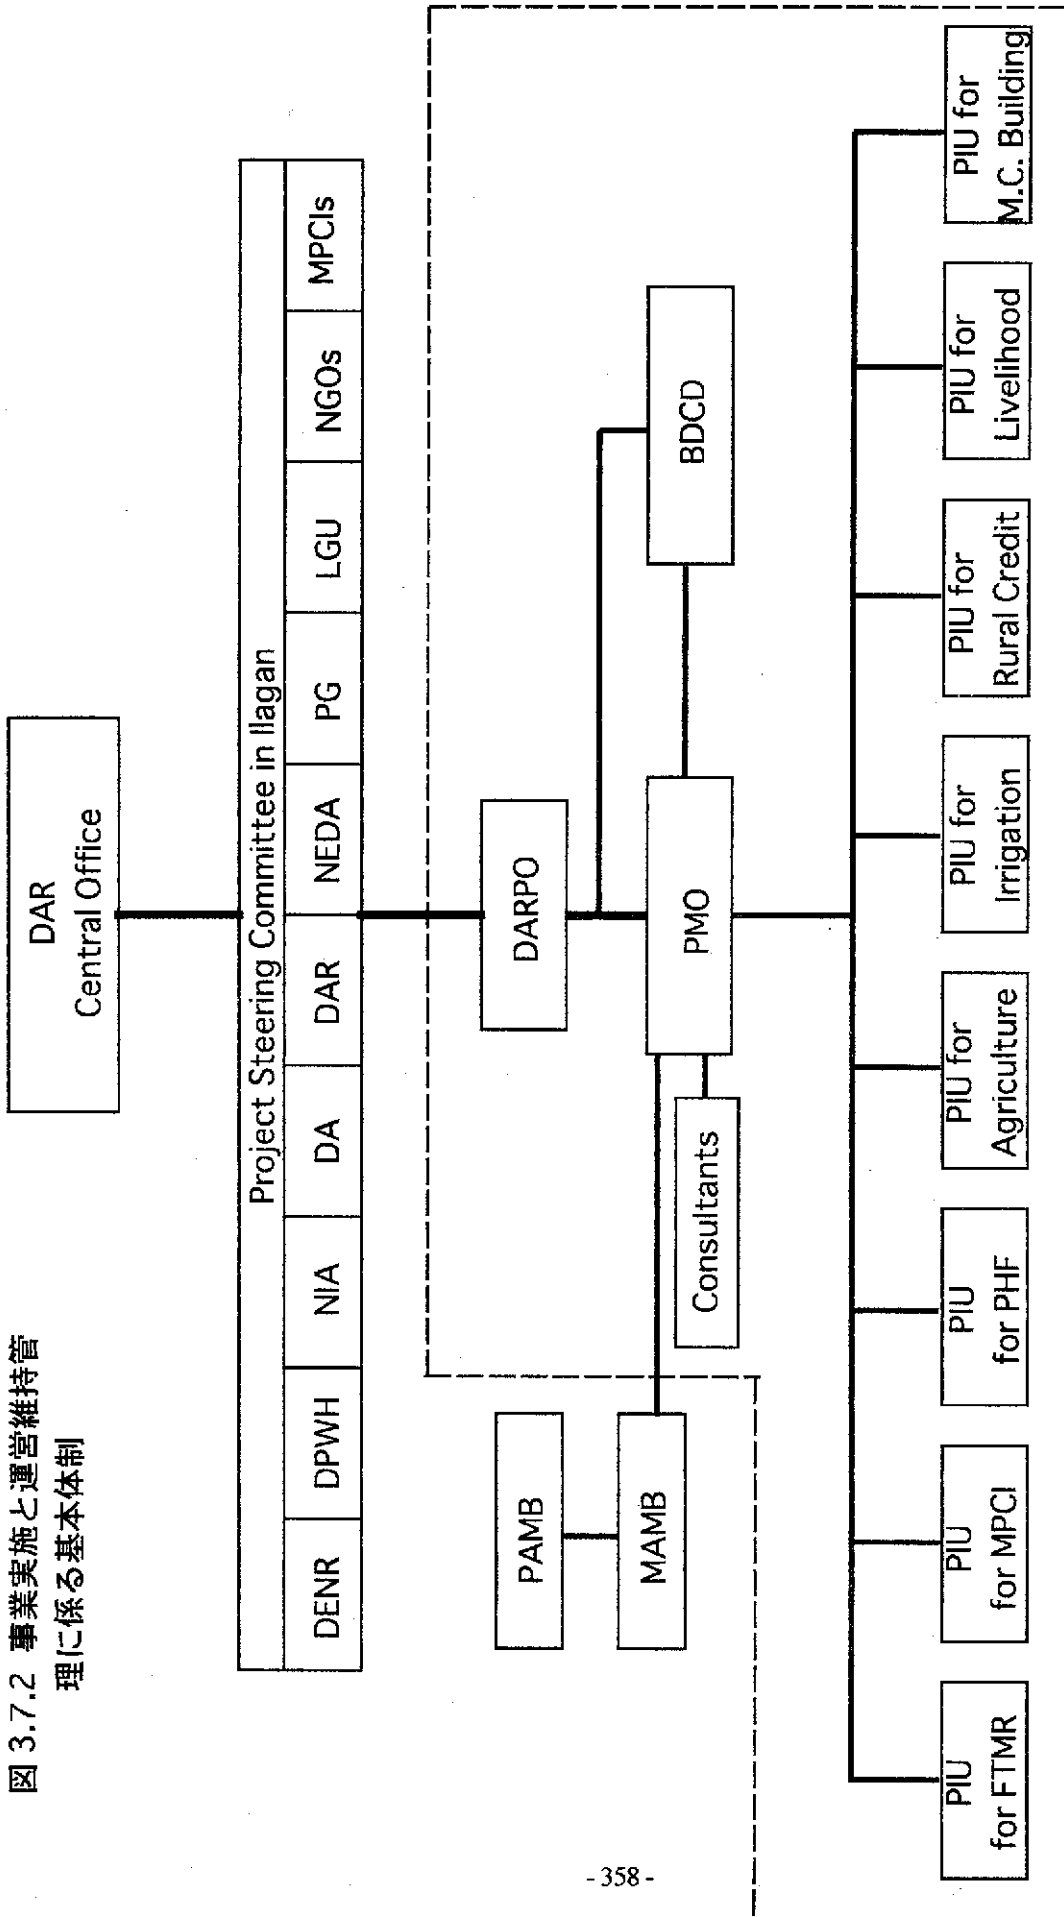 図 3.7.2 事業実施と運営維持管
理に係る基本体制
DAR
Central Office
Project Steering Committee in Ilagan
DENR
DPWH
NIA
DA
DAR
NEDA
PG
LGU
NGOs
MPCIs
DARPO
PAMB
MAMB
PMO
BDCD
Consultants
PIU
for FTMR
PIU
for MPCI
PIU
for PHF
PIU for
Agriculture
PIU for
Irrigation
PIU for
Rural Credit
PIU for
Livelihood
PIU for
M.C. Building
- 358 -